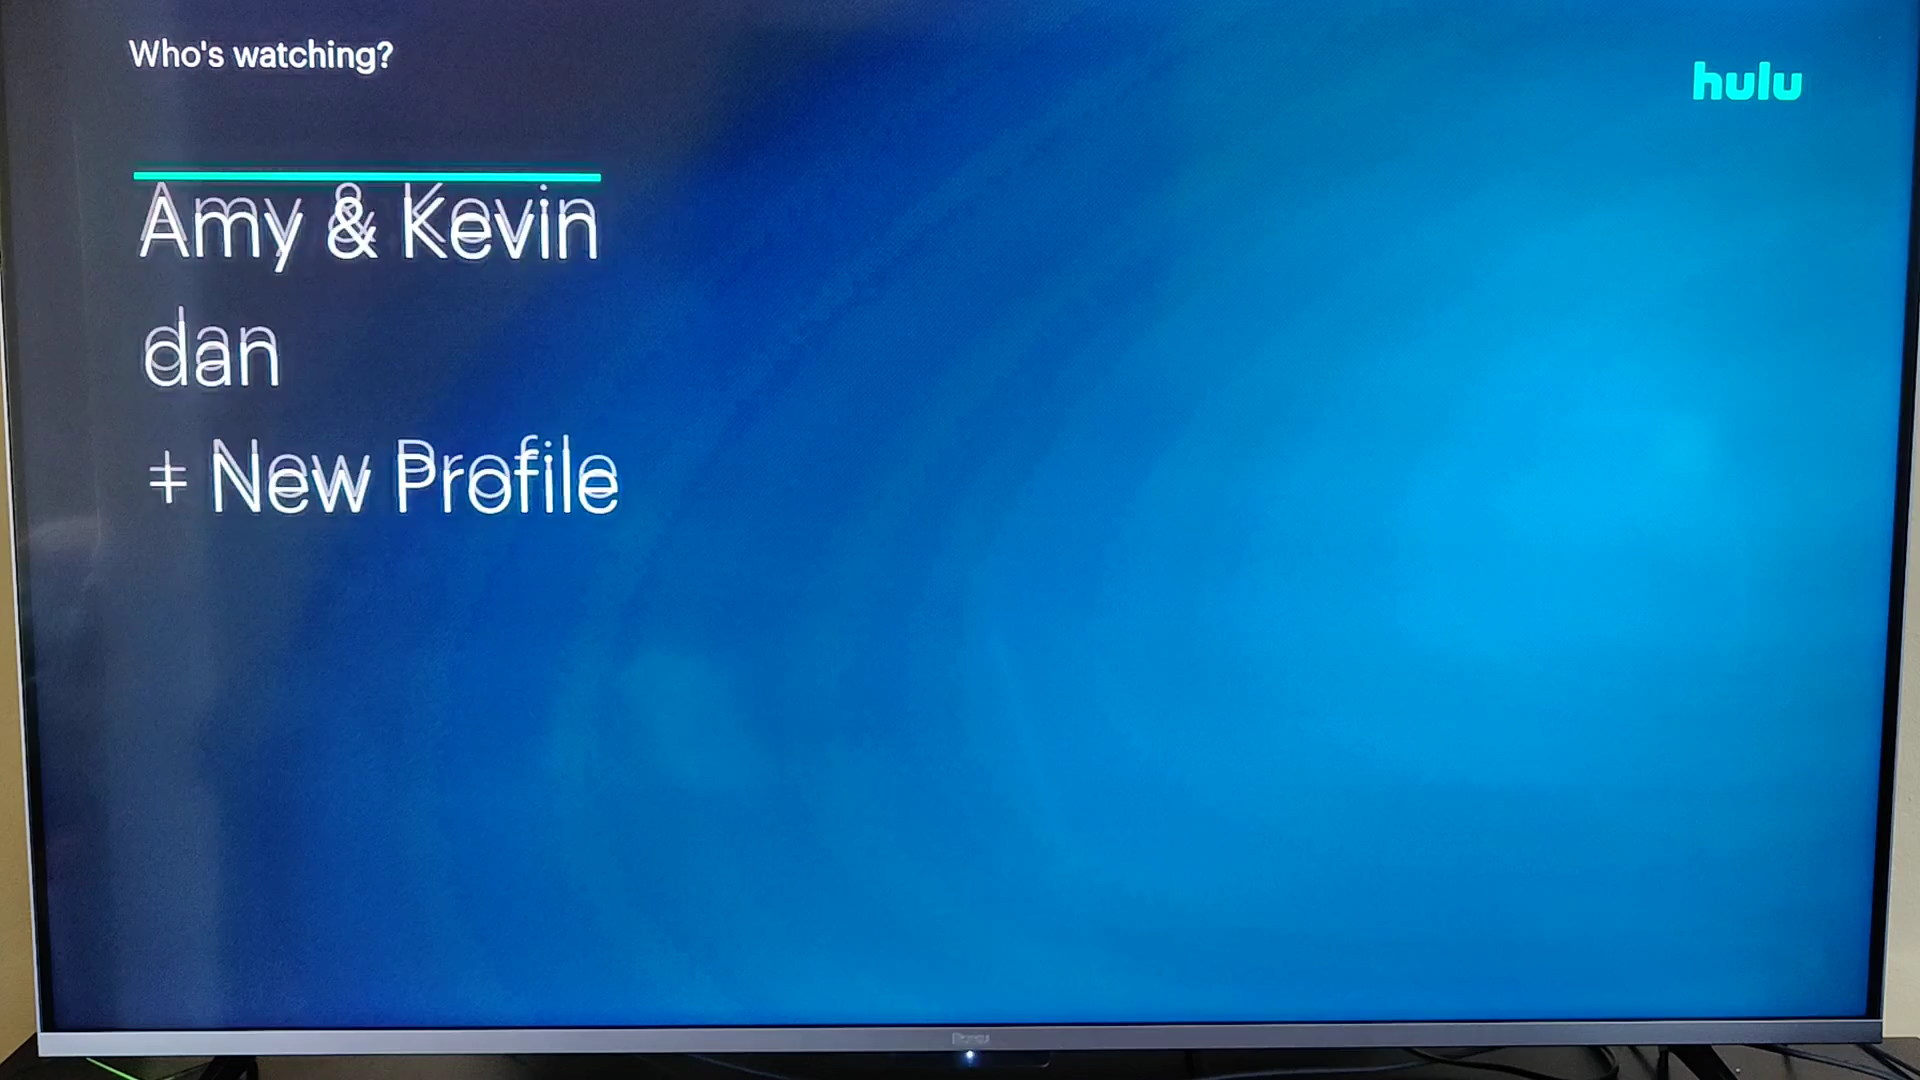 Who's watching?
hulu
Amy & Kevin
dan
+ New Profile